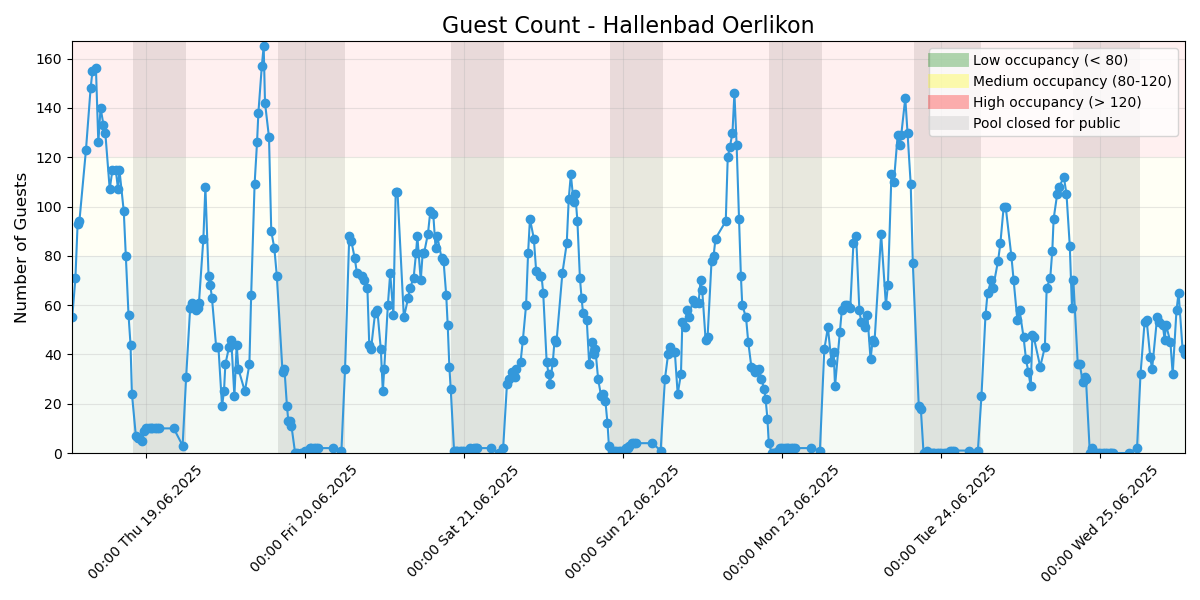 Guest Count - Hallenbad Oerlikon
Number of Guests
160
140
120
100
80
60
40
20
0
Low occupancy (< 80)
Medium occupancy (80-120)
High occupancy (> 120)
Pool closed for public
00:00 Thu 19.06.2025
00:00 Fri 20.06.2025
00:00 Sat 21.06.2025
00:00 Sun 22.06.2025
00:00 Mon 23.06.2025
00:00 Tue 24.06.2025
00:00 Wed 25.06.2025